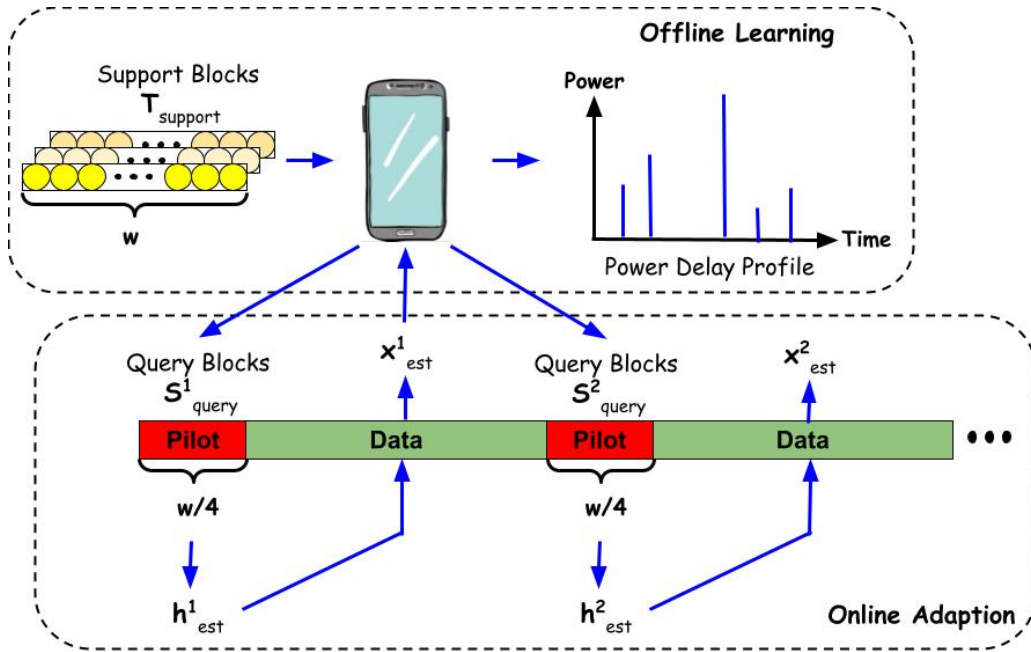 Offline Learning
Support Blocks
T support
w
Power
Time
Power Delay Profile
Query Blocks
S¹query
x¹est
Query Blocks
S²query
x²est
Pilot
Data
Pilot
Data
•••
w/4
w/4
h¹est
h²est
Online Adaption